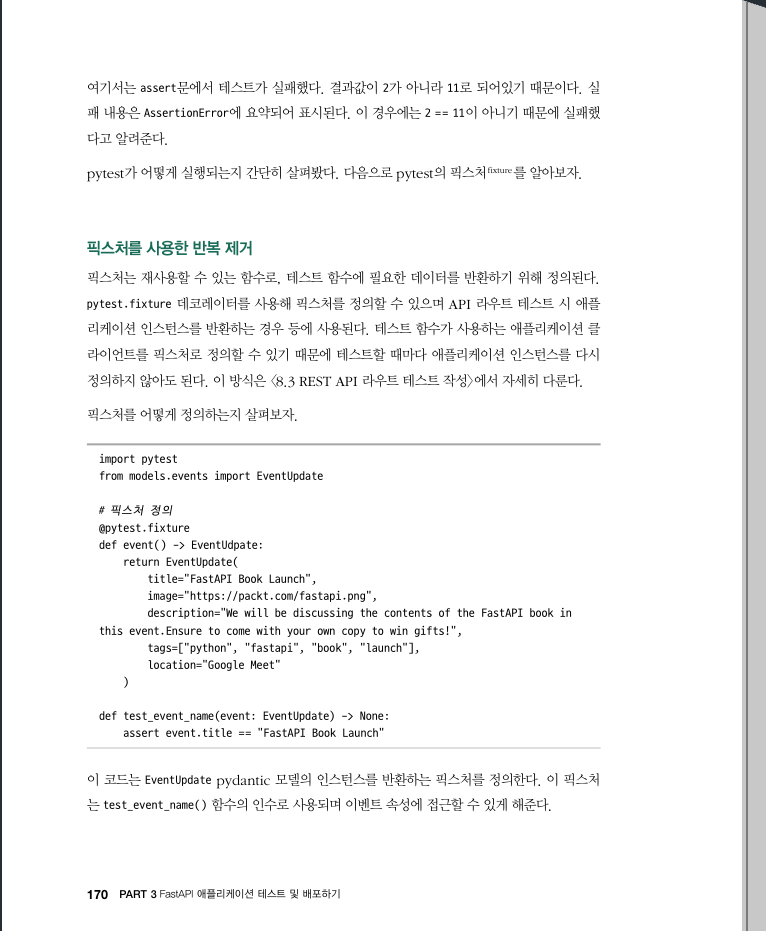 여기서는 assert문에서 테스트가 실패했다. 결과값이 2가 아니라 11로 되어있기 때문이다. 실
패 내용은 AssertionError에 요약되어 표시된다. 이 경우에는 2 == 11이 아니기 때문에 실패했
다고 알려준다.
pytest가 어떻게 실행되는지 간단히 살펴봤다. 다음으로 pytest의 픽스처fixture를 알아보자.
픽스처를 사용한 반복 제거
픽스처는 재사용할 수 있는 함수로, 테스트 함수에 필요한 데이터를 반환하기 위해 정의된다.
pytest.fixture 데코레이터를 사용해 픽스처를 정의할 수 있으며 API 라우트 테스트 시 애플
리케이션 인스턴스를 반환하는 경우 등에 사용된다. 테스트 함수가 사용하는 애플리케이션 클
라이언트를 픽스처로 정의할 수 있기 때문에 테스트할 때마다 애플리케이션 인스턴스를 다시
정의하지 않아도 된다. 이 방식은 〈8.3 REST API 라우트 테스트 작성〉에서 자세히 다룬다.
픽스처를 어떻게 정의하는지 살펴보자.
import pytest
from models.events import EventUpdate
# 픽스처 정의
@pytest.fixture
def event() -> EventUdpate:
    return EventUpdate(
        title="FastAPI Book Launch",
        image="https://packt.com/fastapi.png",
        description="We will be discussing the contents of the FastAPI book in
this event.Ensure to come with your own copy to win gifts!",
        tags=["python", "fastapi", "book", "launch"],
        location="Google Meet"
    )
def test_event_name(event: EventUpdate) -> None:
    assert event.title == "FastAPI Book Launch"
이 코드는 EventUpdate pydantic 모델의 인스턴스를 반환하는 픽스처를 정의한다. 이 픽스처
는 test_event_name() 함수의 인수로 사용되며 이벤트 속성에 접근할 수 있게 해준다.
170 PART 3 FastAPI 애플리케이션 테스트 및 배포하기